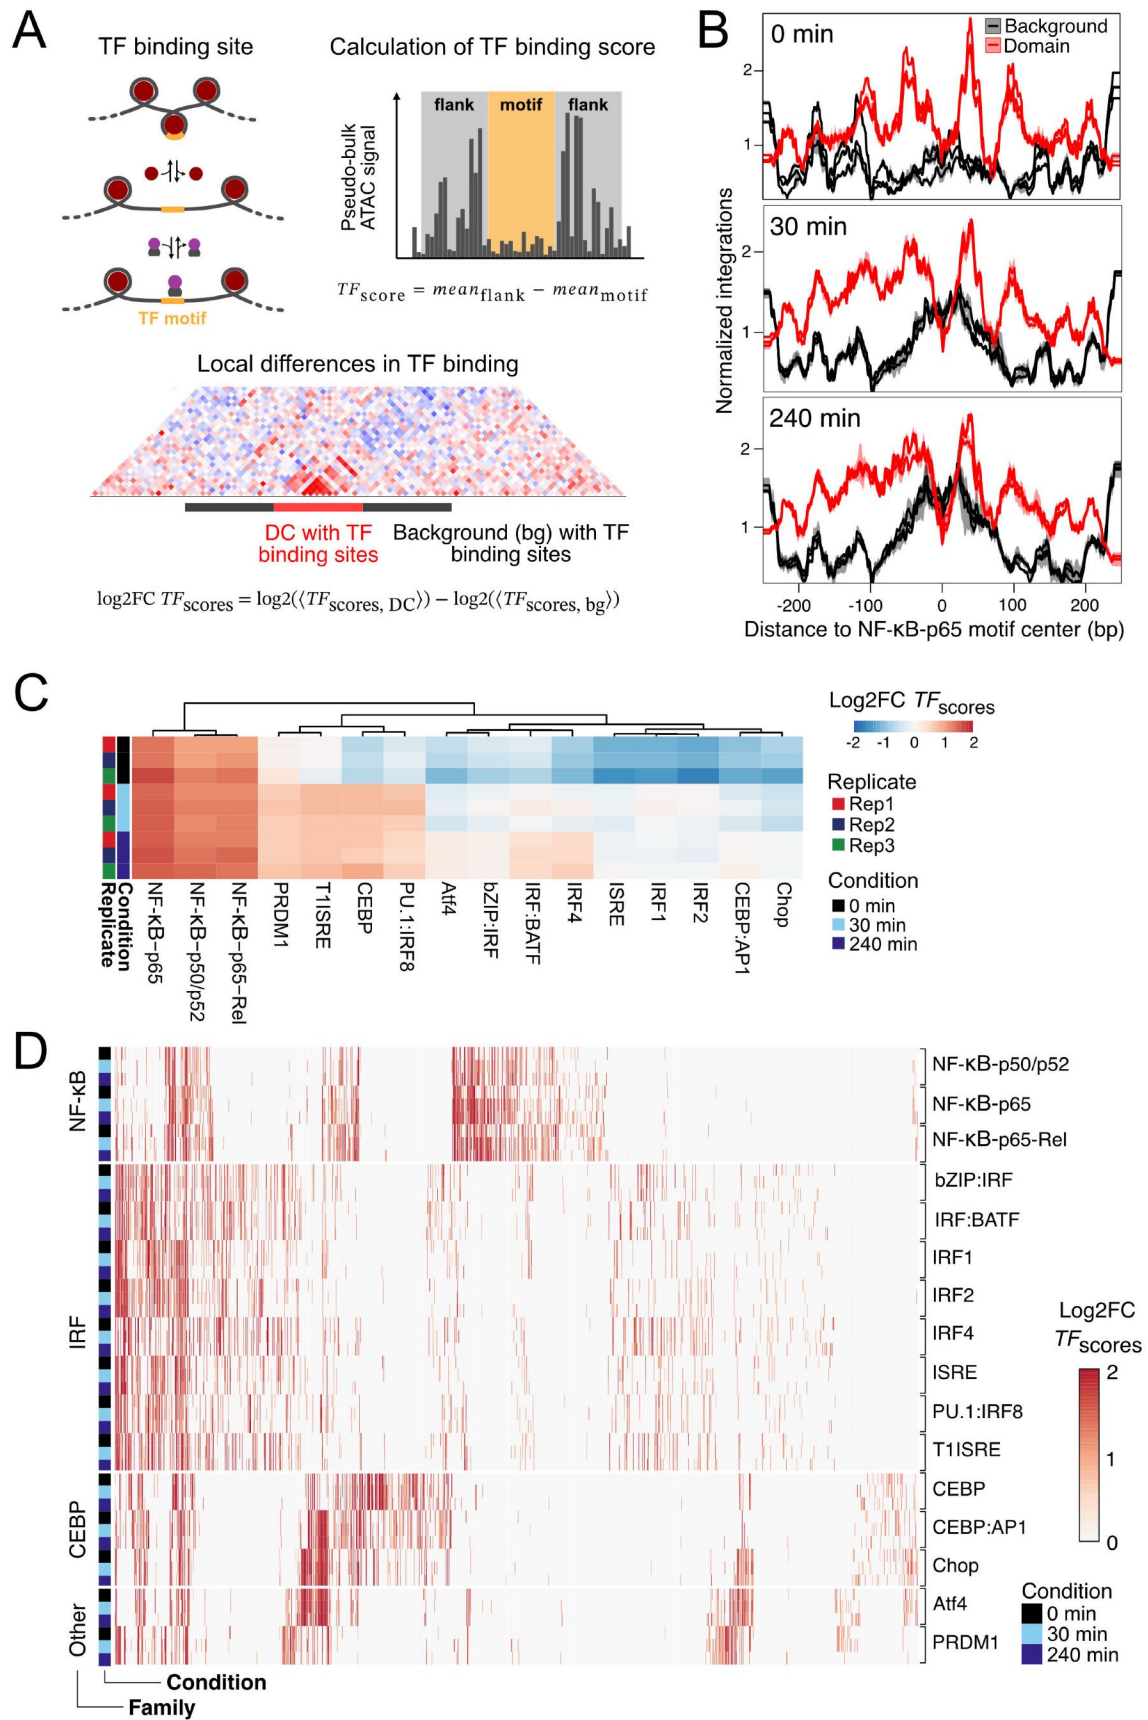 A
TF binding site
TF motif
Calculation of TF binding score
Pseudo-bulk
ATAC signal
flank
motif
flank
TFscore = meanflank − meanmotif
Local differences in TF binding
DC with TF
binding sites
Background (bg) with TF
binding sites
log2FC TFscores = log2(⟨TFscores, DC⟩) − log2(⟨TFscores, bg⟩)
B
Normalized integrations
0 min
Background
Domain
2
1
30 min
2
1
240 min
2
1
-200
-100
0
100
200
Distance to NF-κB-p65 motif center (bp)
C
Log2FC TFscores
-2
-1
0
1
2
Replicate
Rep1
Rep2
Rep3
Condition
0 min
30 min
240 min
Replicate
Condition
NF-κB-p65
NF-κB-p50/p52
NF-κB-p65-Rel
PRDM1
T1ISRE
CEBP
PU.1:IRF8
Atf4
bZIP:IRF
IRF:BATF
IRF4
ISRE
IRF1
IRF2
CEBP:AP1
Chop
D
NF-κB
IRF
CEBP
Other
NF-κB-p50/p52
NF-κB-p65
NF-κB-p65-Rel
bZIP:IRF
IRF:BATF
IRF1
IRF2
IRF4
ISRE
PU.1:IRF8
T1ISRE
CEBP
CEBP:AP1
Chop
Atf4
PRDM1
Log2FC
TFscores
2
1
0
Condition
0 min
30 min
240 min
Condition
Family